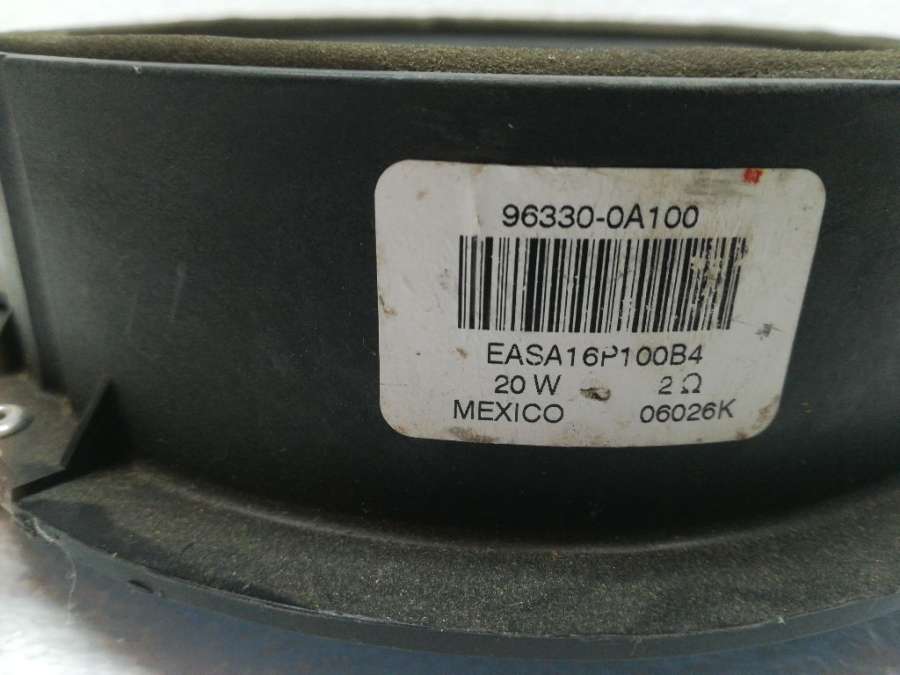 96330-0A100
EASA16P100B4
20 W 2 Ω
MEXICO 06026K